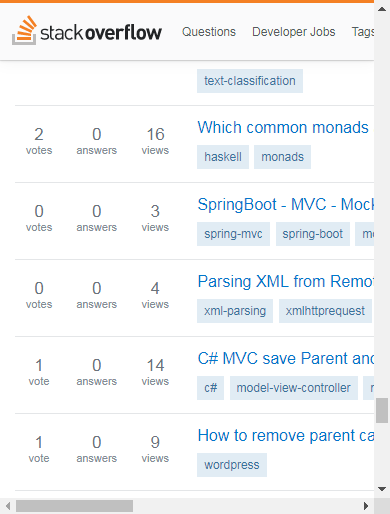 stackoverflow Questions Developer Jobs Tags
text-classification
2 0 16 Which common monads
votes answers views
haskell monads
0 0 3 SpringBoot - MVC - Mock
votes answers views
spring-mvc spring-boot
0 0 4 Parsing XML from Remot
votes answers views
xml-parsing xmlhttprequest
1 0 14 C# MVC save Parent and
vote answers views
c# model-view-controller
1 0 9 How to remove parent ca
vote answers views
wordpress